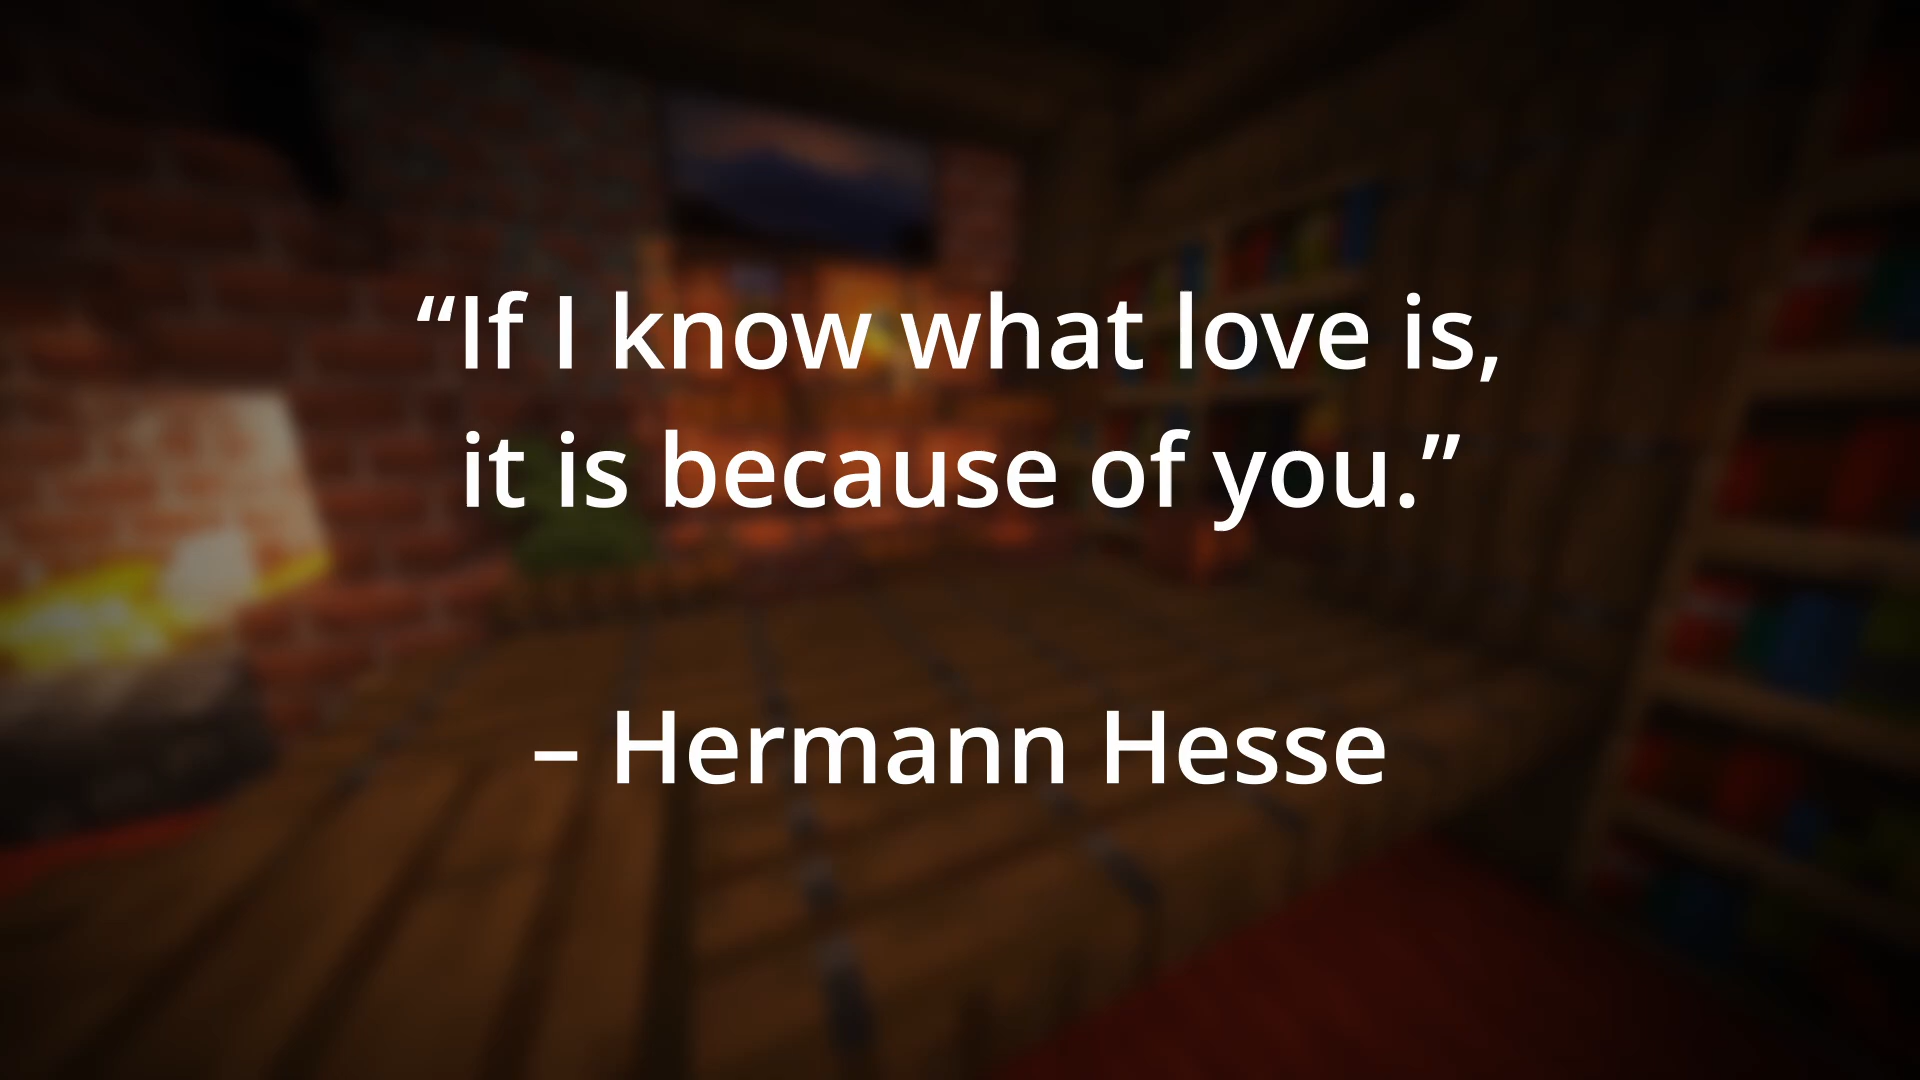 “If I know what love is,
it is because of you.”
– Hermann Hesse